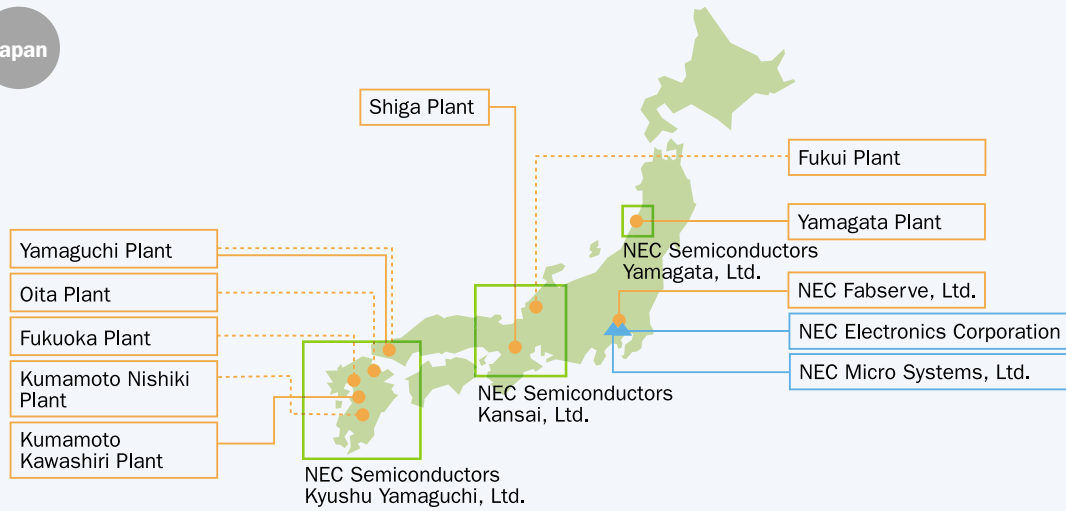 apan
Shiga Plant
Fukui Plant
Yamagata Plant
NEC Semiconductors
Yamagata, Ltd.
Yamaguchi Plant
Oita Plant
Fukuoka Plant
Kumamoto Nishiki
Plant
Kumamoto
Kawashiri Plant
NEC Fabserve, Ltd.
NEC Electronics Corporation
NEC Micro Systems, Ltd.
NEC Semiconductors
Kansai, Ltd.
NEC Semiconductors
Kyushu Yamaguchi, Ltd.